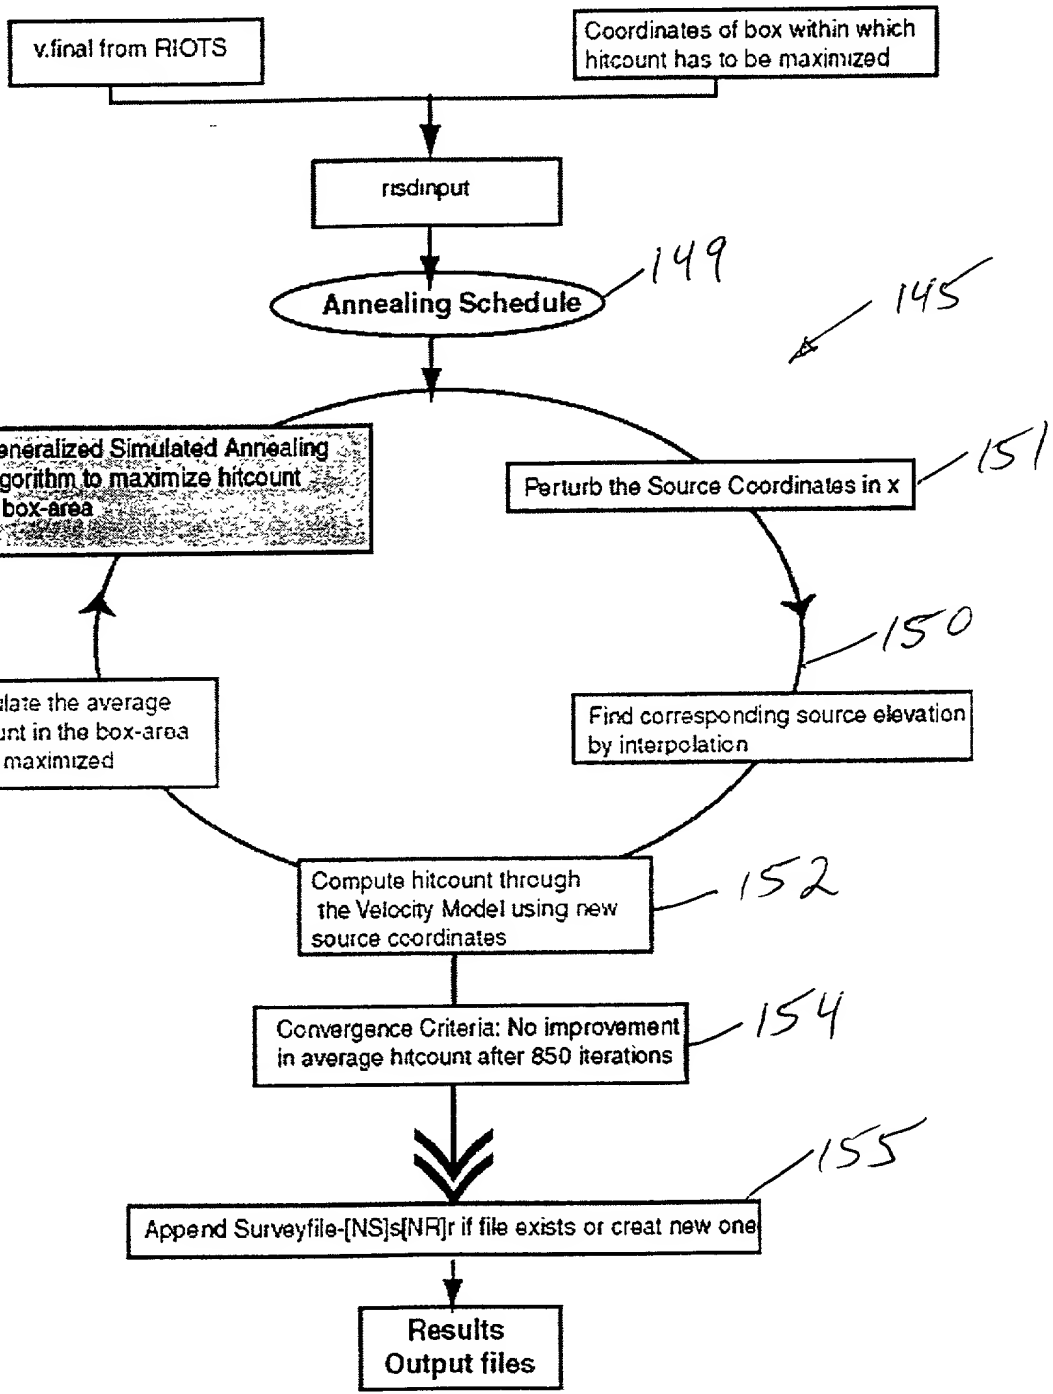 v.final from RIOTS
Coordinates of box within which
hitcount has to be maximized
risdinput
Annealing Schedule
149
145
eneralized Simulated Annealing
gorithm to maximize hitcount
box-area
Perturb the Source Coordinates in x
151
150
Find corresponding source elevation
by interpolation
late the average
unt in the box-area
maximized
Compute hitcount through
the Velocity Model using new
source coordinates
152
Convergence Criteria: No improvement
in average hitcount after 850 iterations
154
155
Append Surveyfile-[NS]s[NR]r if file exists or creat new one
Results
Output files